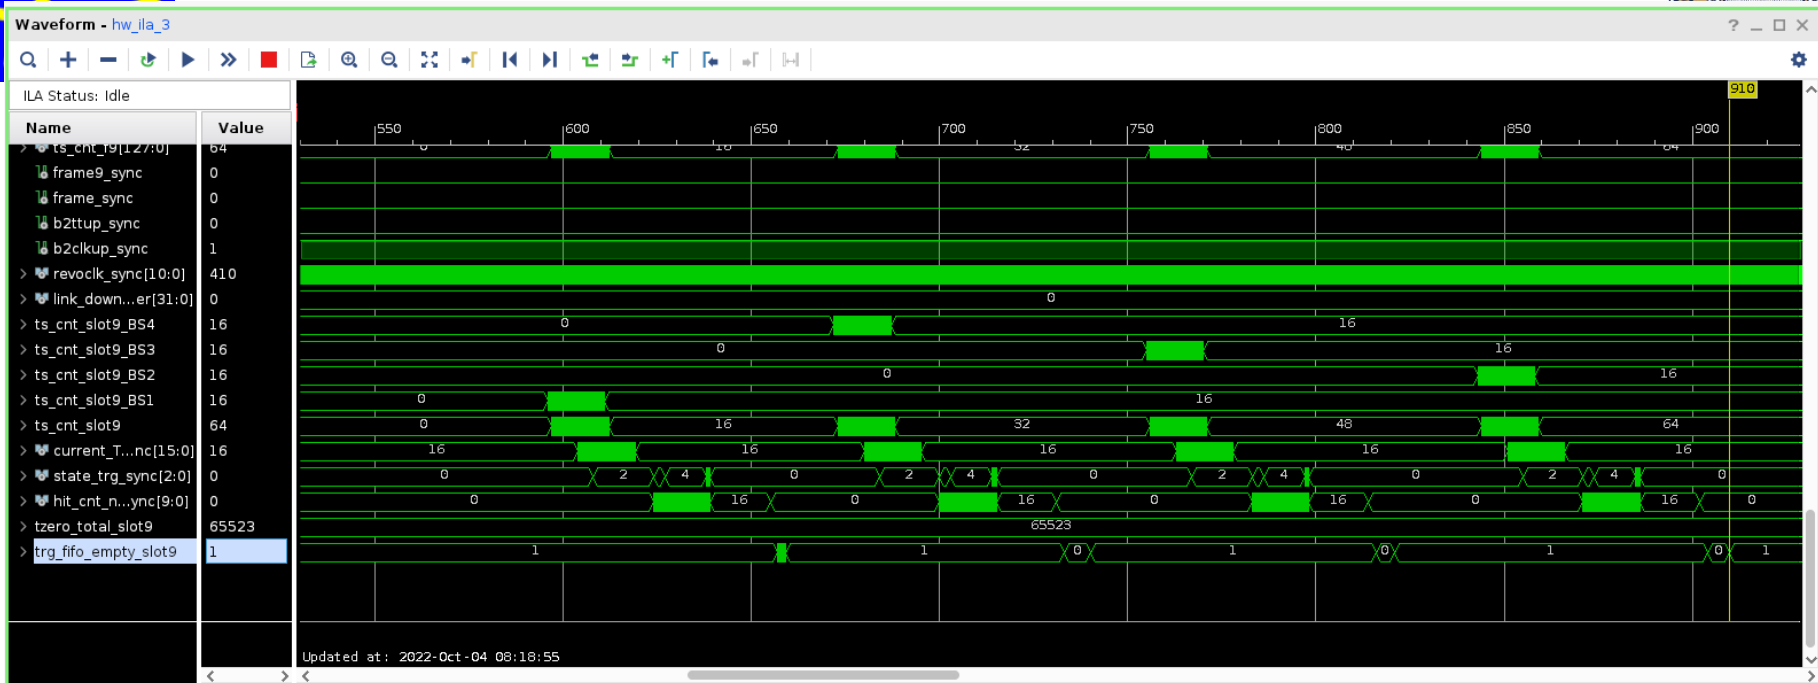 Waveform - hw_ila_3
ILA Status: Idle
Name Value
910
550 600 650 700 750 800 850 900
ts_cnt_f9[127:0] 64 0 16 32 48 64
frame9_sync 0
frame_sync 0
b2ttup_sync 0
b2clkup_sync 1
revoclk_sync[10:0] 410
link_down...er[31:0] 0 0
ts_cnt_slot9_BS4 16 0 16
ts_cnt_slot9_BS3 16 0 16
ts_cnt_slot9_BS2 16 0 16
ts_cnt_slot9_BS1 16 0 16
ts_cnt_slot9 64 0 16 32 48 64
current_T...nc[15:0] 16 16 16 16 16 16
state_trg_sync[2:0] 0 0 2 4 0 2 4 0 2 4 0 2 4 0
hit_cnt_n...ync[9:0] 0 0 16 0 16 0 16 0 16 0
tzero_total_slot9 65523 65523
trg_fifo_empty_slot9 1 1 1 0 1 0 1 0 1
Updated at: 2022-Oct-04 08:18:55